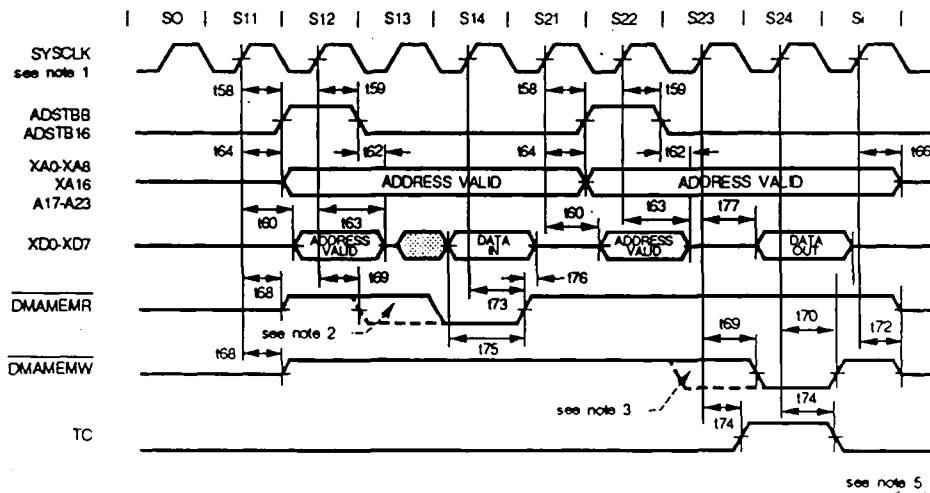 S0 S11 S12 S13 S14 S21 S22 S23 S24 Si
SYSCLK
see note 1
t58 t59 t58 t59
ADSTB8
ADSTB16
t64 t62 t64 t62 t66
XA0-XA8
XA16
A17-A23
ADDRESS VALID ADDRESS VALID
t60 t63 t60 t63 t77
XD0-XD7
ADDRESS VALID
DATA IN
ADDRESS VALID
DATA OUT
t68 t69 t73 t76
DMAMEMR
see note 2
t75 t69 t70 t72
t68
DMAMEMW
see note 3
t74 t74
TC
see note 5